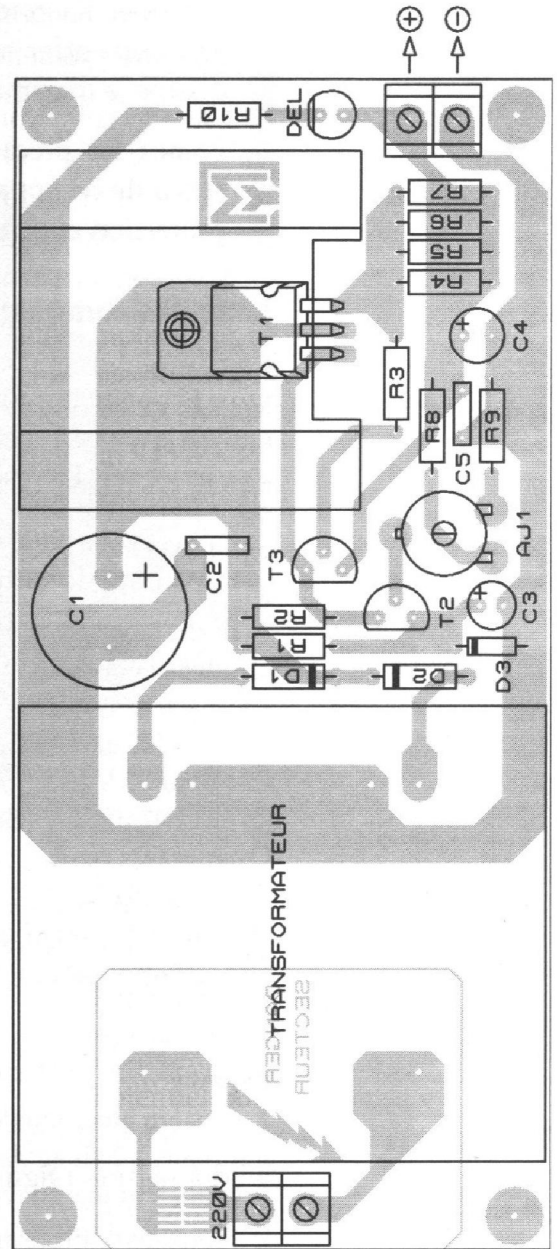 +
−
R10
DEL
R7
R6
R5
R4
T1
+
C4
R3
R8
C5
R9
AJ1
C1
+
C2
T3
R2
R1
D1
T2
+
C3
D2
D3
TRANSFORMATEUR
DANGER
SECTEUR
220V